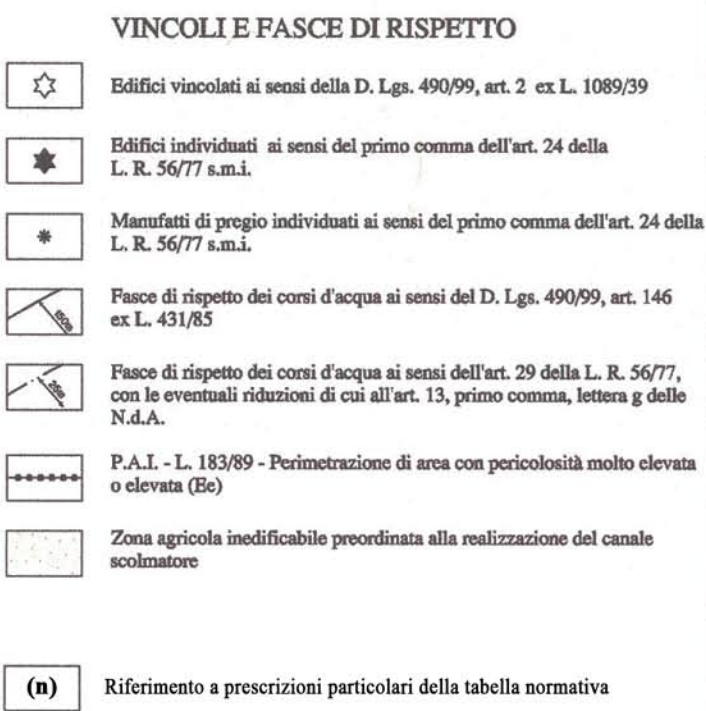 VINCOLI E FASCE DI RISPETTO
Edifici vincolati ai sensi della D. Lgs. 490/99, art. 2 ex L. 1089/39
Edifici individuati ai sensi del primo comma dell'art. 24 della
L. R. 56/77 s.m.i.
Manufatti di pregio individuati ai sensi del primo comma dell'art. 24 della
L. R. 56/77 s.m.i.
150m
Fasce di rispetto dei corsi d'acqua ai sensi del D. Lgs. 490/99, art. 146
ex L. 431/85
25m
Fasce di rispetto dei corsi d'acqua ai sensi dell'art. 29 della L. R. 56/77,
con le eventuali riduzioni di cui all'art. 13, primo comma, lettera g delle
N.d.A.
P.A.I. - L. 183/89 - Perimetrazione di area con pericolosità molto elevata
o elevata (Ee)
Zona agricola inedificabile preordinata alla realizzazione del canale
scolmatore
(n)
Riferimento a prescrizioni particolari della tabella normativa